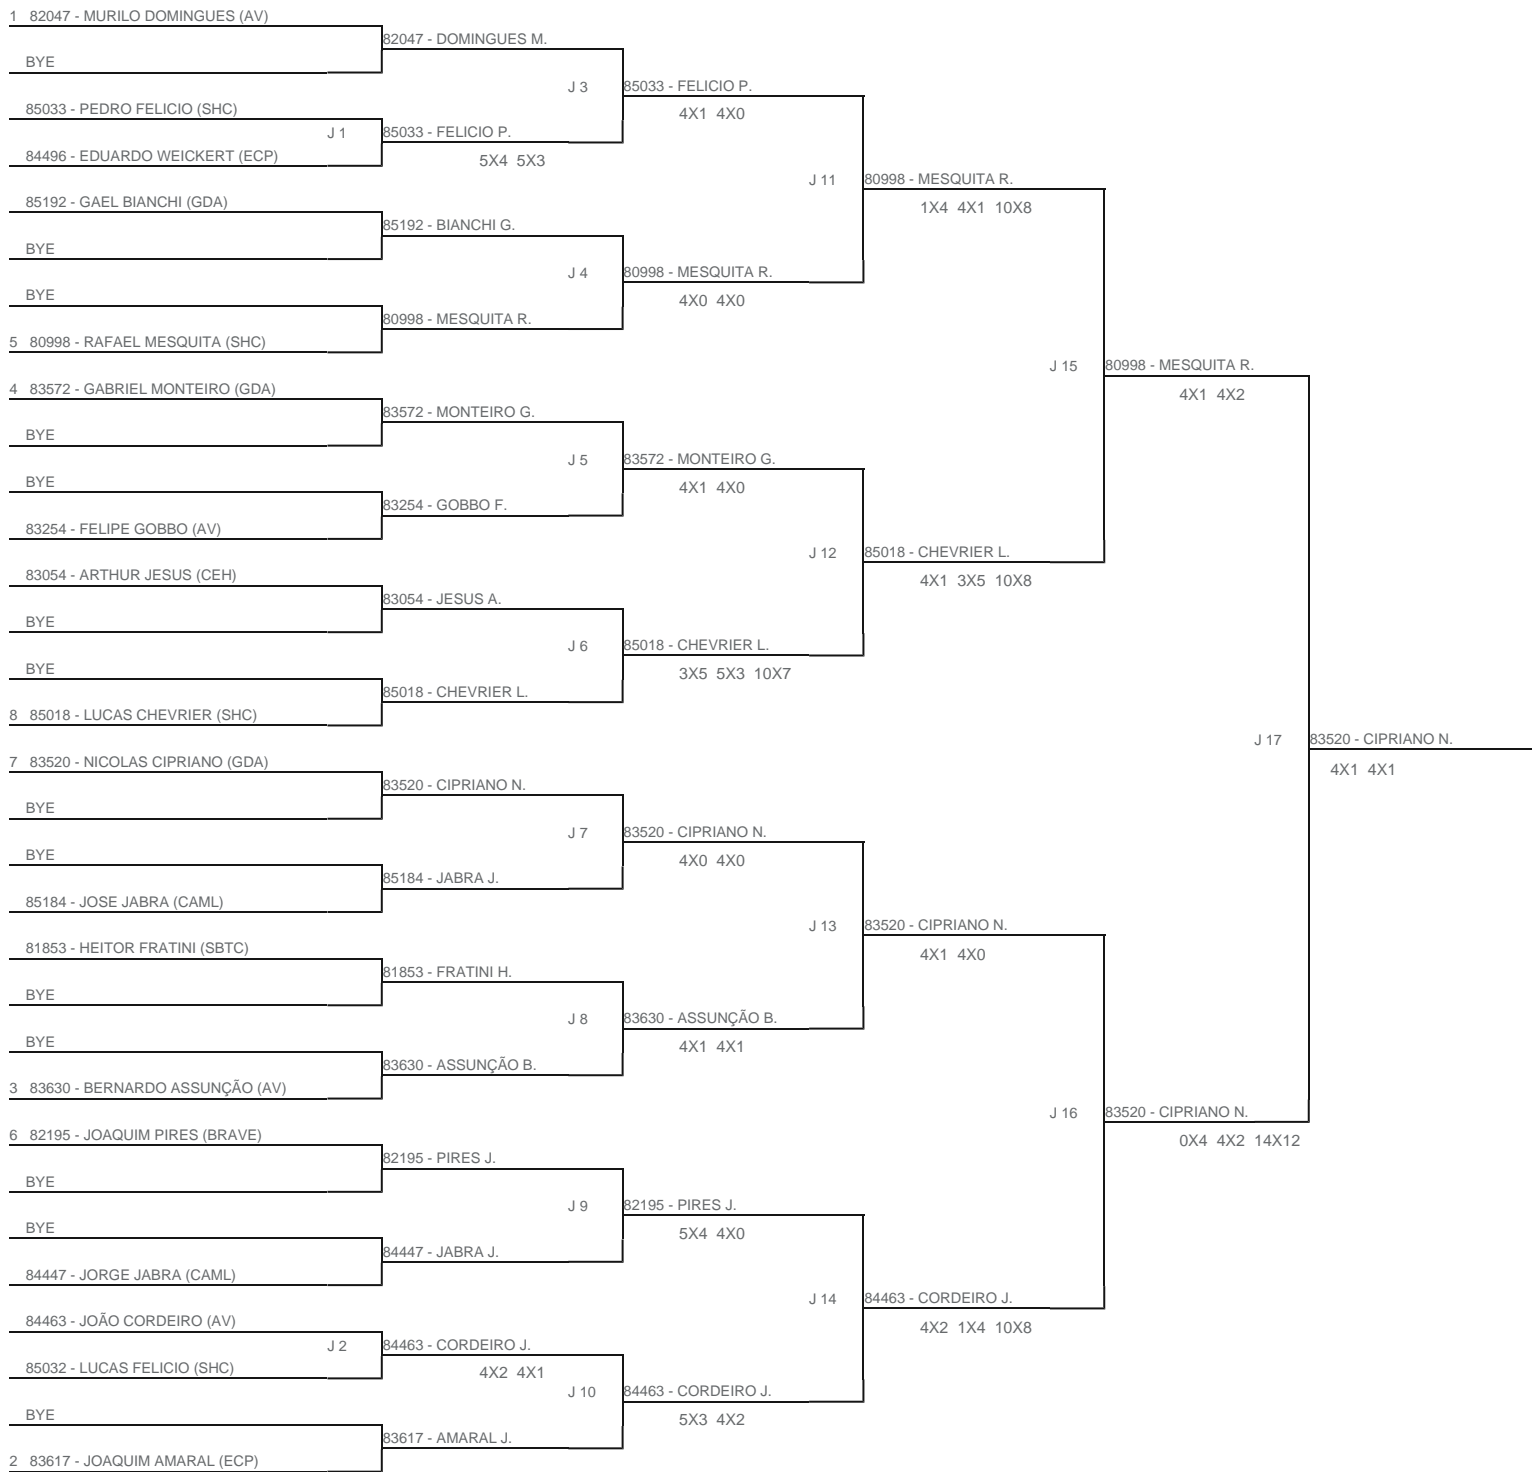 1 82047 - MURILO DOMINGUES (AV)
82047 - DOMINGUES M.
BYE
J 3
85033 - FELICIO P.
4X1 4X0
85033 - PEDRO FELICIO (SHC)
J 1
85033 - FELICIO P.
84496 - EDUARDO WEICKERT (ECP)
5X4 5X3
J 11
80998 - MESQUITA R.
85192 - GAEL BIANCHI (GDA)
1X4 4X1 10X8
85192 - BIANCHI G.
BYE
J 4
80998 - MESQUITA R.
BYE
4X0 4X0
80998 - MESQUITA R.
5 80998 - RAFAEL MESQUITA (SHC)
J 15
80998 - MESQUITA R.
4 83572 - GABRIEL MONTEIRO (GDA)
4X1 4X2
83572 - MONTEIRO G.
BYE
J 5
83572 - MONTEIRO G.
BYE
4X1 4X0
83254 - GOBBO F.
83254 - FELIPE GOBBO (AV)
J 12
85018 - CHEVRIER L.
83054 - ARTHUR JESUS (CEH)
4X1 3X5 10X8
83054 - JESUS A.
BYE
J 6
85018 - CHEVRIER L.
BYE
3X5 5X3 10X7
85018 - CHEVRIER L.
8 85018 - LUCAS CHEVRIER (SHC)
J 17
83520 - CIPRIANO N.
7 83520 - NICOLAS CIPRIANO (GDA)
4X1 4X1
83520 - CIPRIANO N.
BYE
J 7
83520 - CIPRIANO N.
BYE
4X0 4X0
85184 - JABRA J.
85184 - JOSE JABRA (CAML)
J 13
83520 - CIPRIANO N.
81853 - HEITOR FRATINI (SBTC)
4X1 4X0
81853 - FRATINI H.
BYE
J 8
83630 - ASSUNÇÃO B.
BYE
4X1 4X1
83630 - ASSUNÇÃO B.
3 83630 - BERNARDO ASSUNÇÃO (AV)
J 16
83520 - CIPRIANO N.
6 82195 - JOAQUIM PIRES (BRAVE)
0X4 4X2 14X12
82195 - PIRES J.
BYE
J 9
82195 - PIRES J.
BYE
5X4 4X0
84447 - JABRA J.
84447 - JORGE JABRA (CAML)
J 14
84463 - CORDEIRO J.
84463 - JOÃO CORDEIRO (AV)
4X2 1X4 10X8
J 2
84463 - CORDEIRO J.
85032 - LUCAS FELICIO (SHC)
4X2 4X1
J 10
84463 - CORDEIRO J.
BYE
5X3 4X2
83617 - AMARAL J.
2 83617 - JOAQUIM AMARAL (ECP)